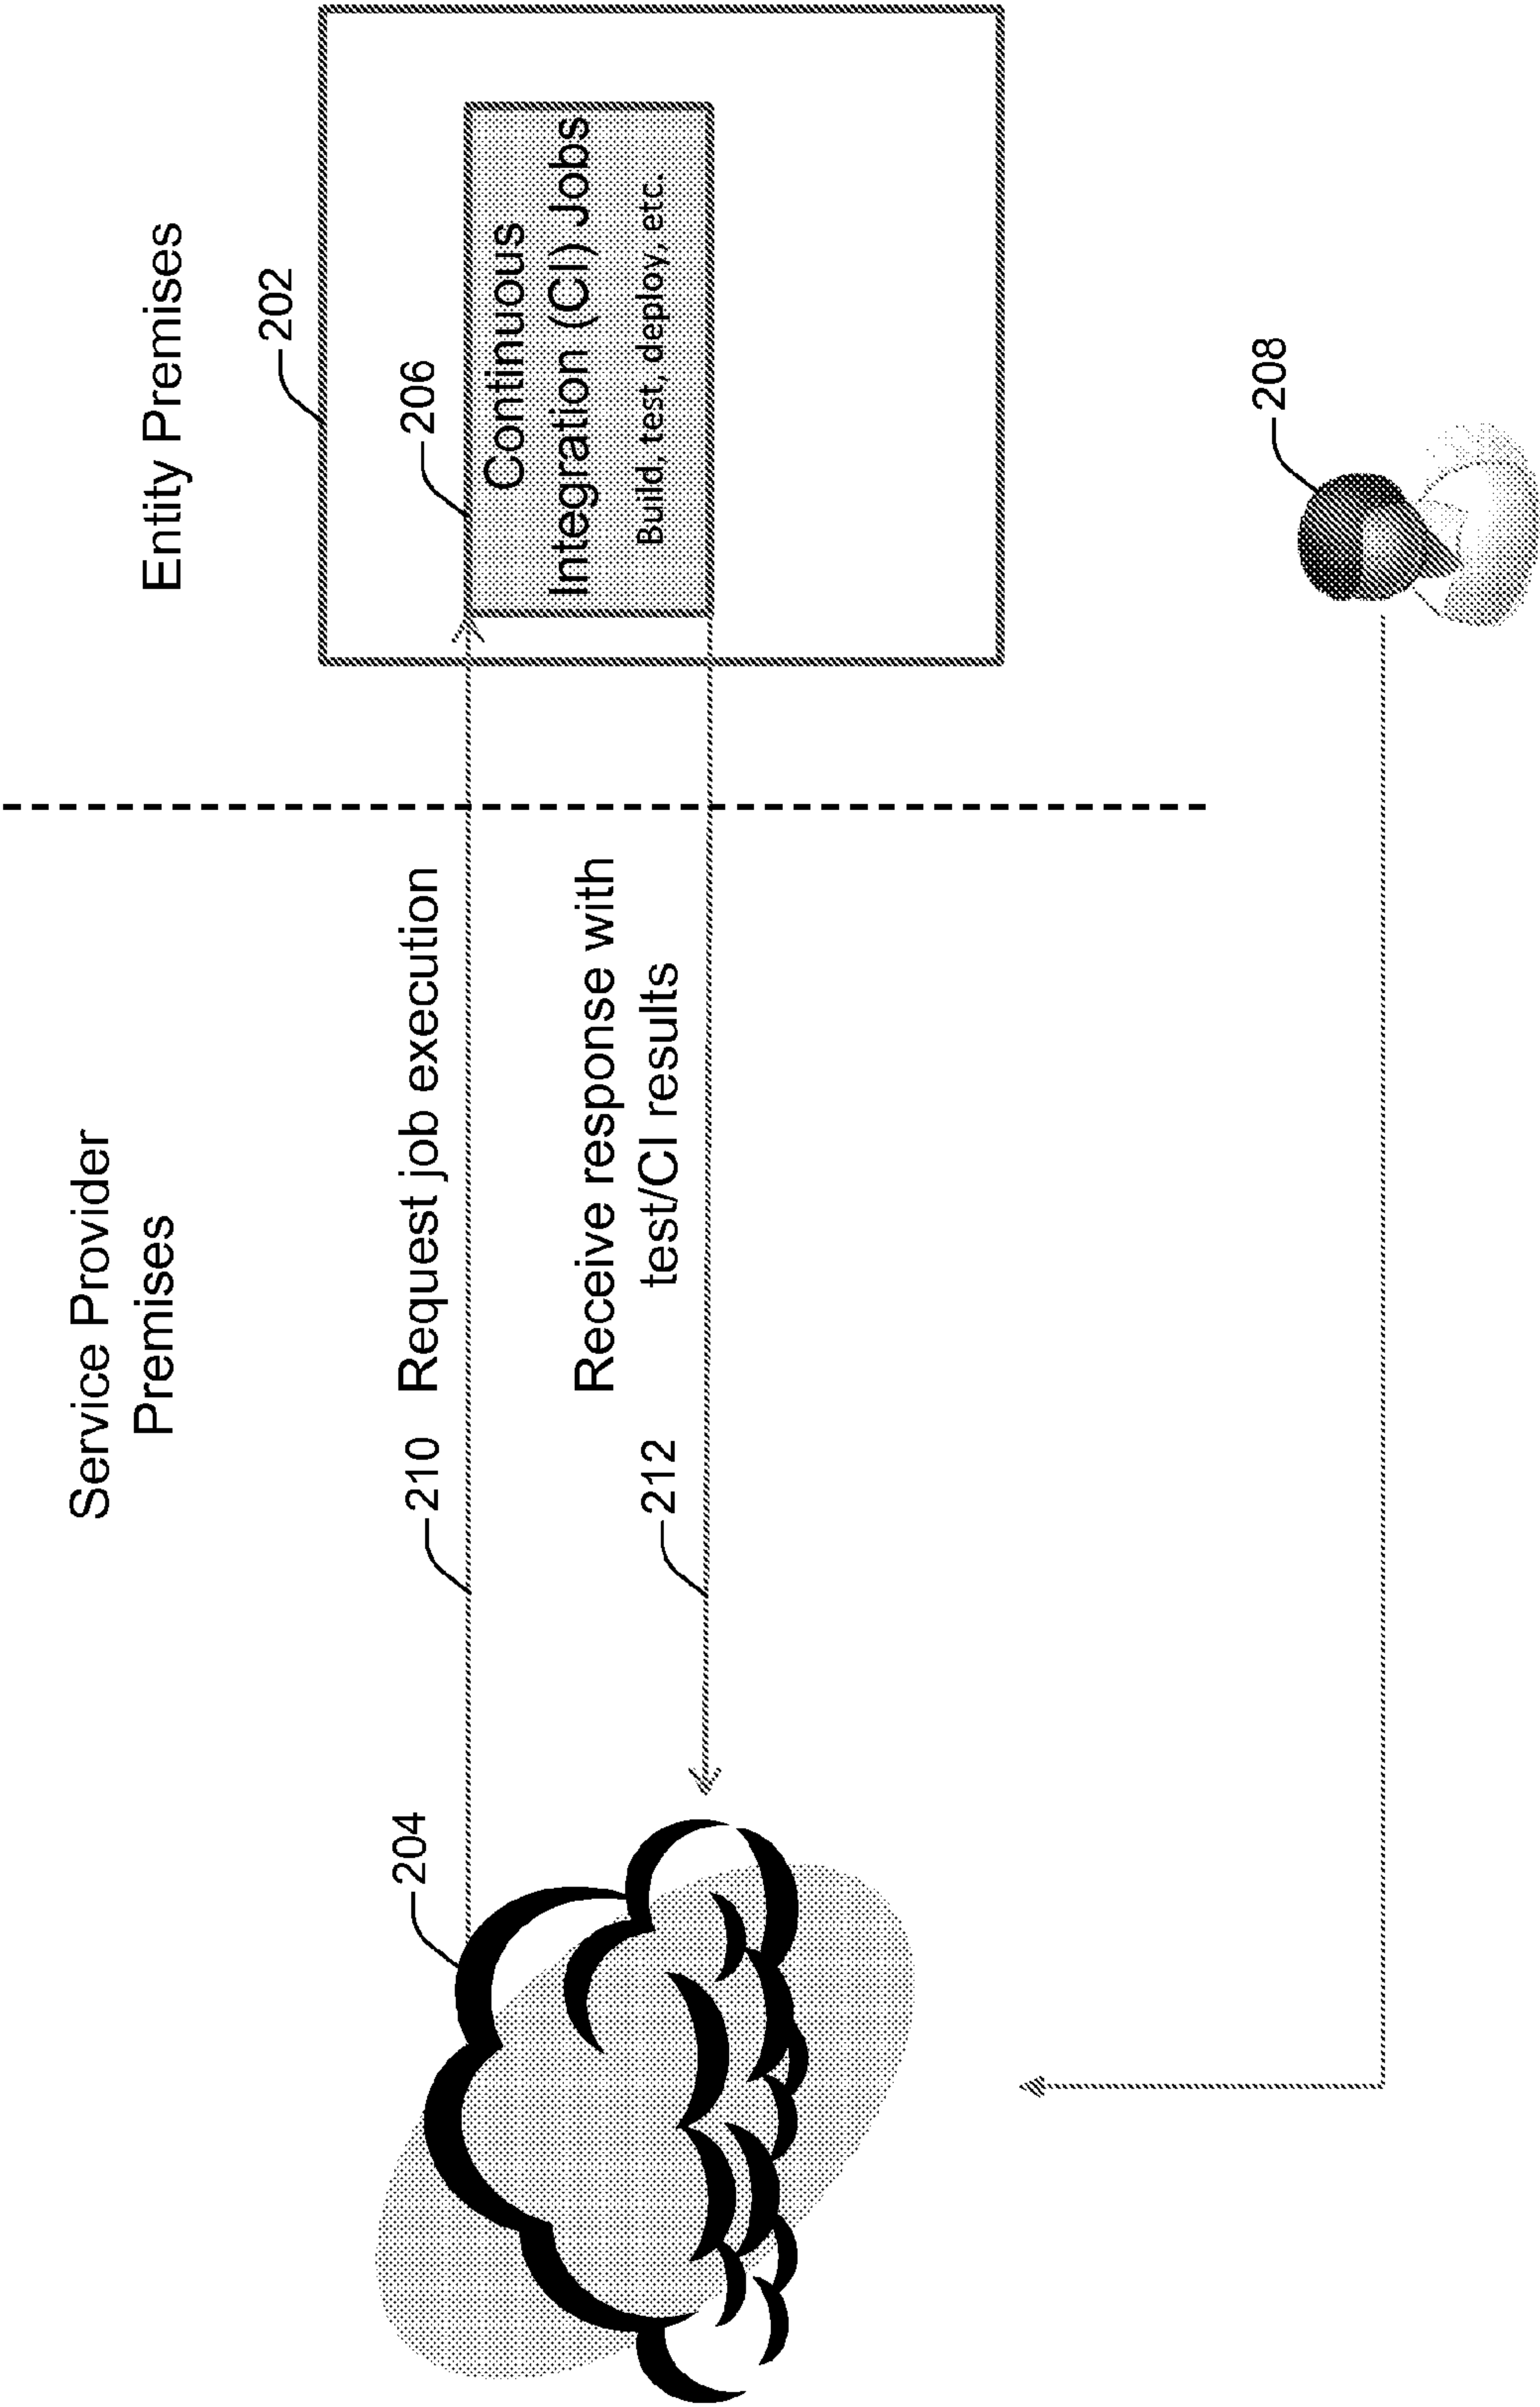 Service Provider
Premises
Entity Premises
202
204
210
Request job execution
206
Continuous
Integration (CI) Jobs
Build, test, deploy, etc.
212
Receive response with
test/CI results
208